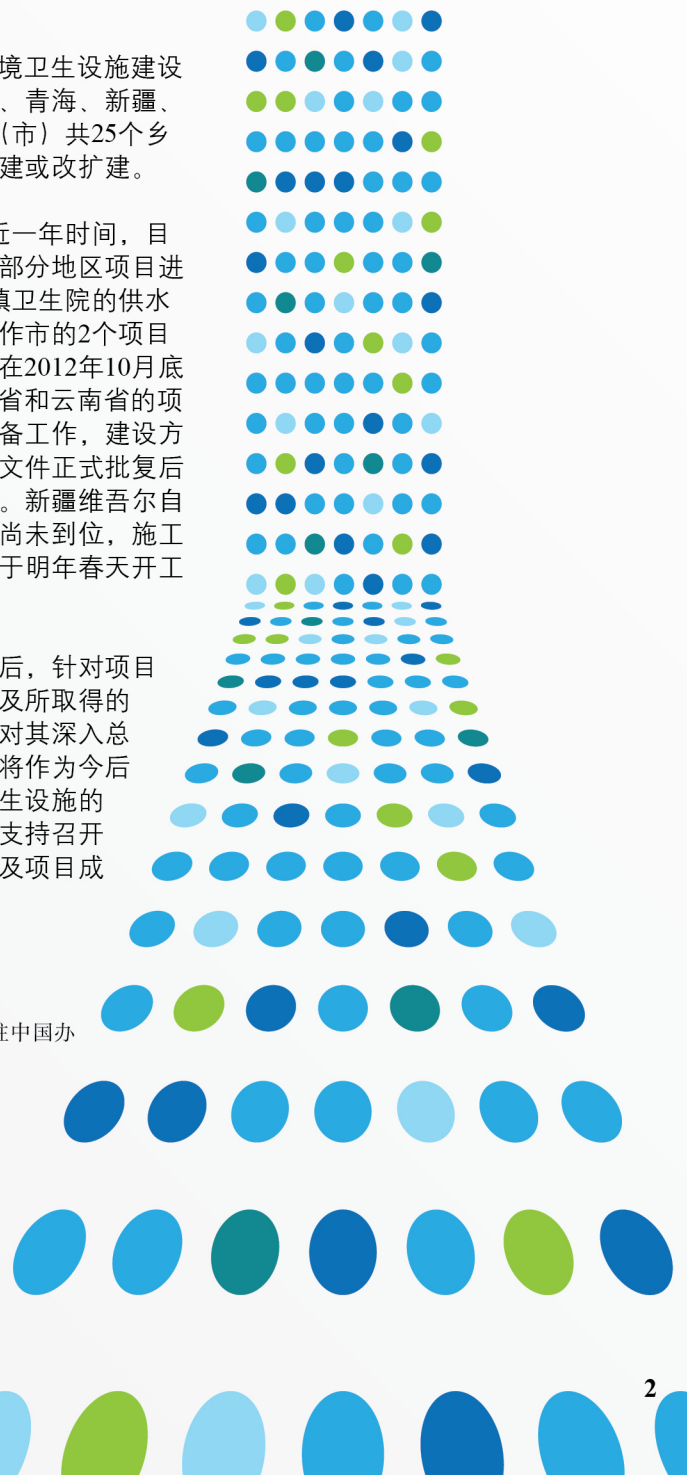 境卫生设施建设
、青海、新疆、
（市）共25个乡
建或改扩建。
近一年时间，目
部分地区项目进
镇卫生院的供水
作市的2个项目
在2012年10月底
省和云南省的项
备工作，建设方
文件正式批复后
。新疆维吾尔自
尚未到位，施工
于明年春天开工
后，针对项目
及所取得的
对其深入总
将作为今后
生设施的
支持召开
及项目成
驻中国办
2